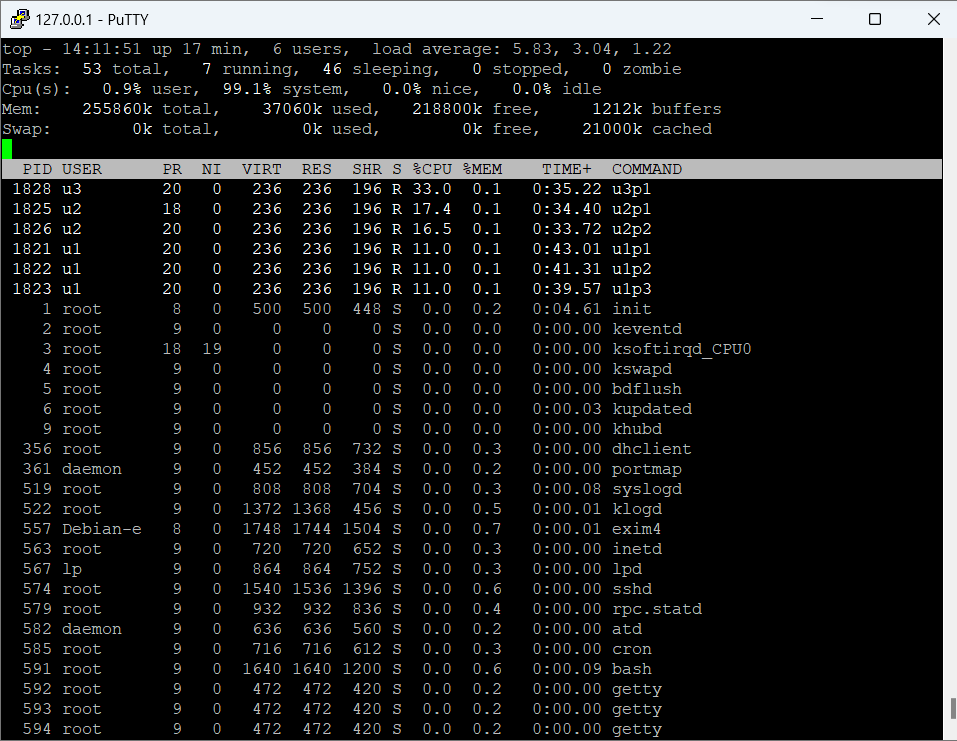 127.0.0.1 - PuTTY
top - 14:11:51 up 17 min,  6 users,  load average: 5.83, 3.04, 1.22
Tasks:  53 total,   7 running,  46 sleeping,   0 stopped,   0 zombie
Cpu(s):   0.9% user,  99.1% system,   0.0% nice,   0.0% idle
Mem:    255860k total,    37060k used,   218800k free,     1212k buffers
Swap:        0k total,        0k used,        0k free,    21000k cached
  PID USER      PR  NI  VIRT  RES  SHR S %CPU %MEM    TIME+  COMMAND
 1828 u3        20   0   236  236  196 R 33.0  0.1   0:35.22 u3p1
 1825 u2        18   0   236  236  196 R 17.4  0.1   0:34.40 u2p1
 1826 u2        20   0   236  236  196 R 16.5  0.1   0:33.72 u2p2
 1821 u1        20   0   236  236  196 R 11.0  0.1   0:43.01 u1p1
 1822 u1        20   0   236  236  196 R 11.0  0.1   0:41.31 u1p2
 1823 u1        20   0   236  236  196 R 11.0  0.1   0:39.57 u1p3
    1 root       8   0   500  500  448 S  0.0  0.2   0:04.61 init
    2 root       9   0     0    0    0 S  0.0  0.0   0:00.00 keventd
    3 root      18  19     0    0    0 S  0.0  0.0   0:00.00 ksoftirqd_CPU0
    4 root       9   0     0    0    0 S  0.0  0.0   0:00.00 kswapd
    5 root       9   0     0    0    0 S  0.0  0.0   0:00.00 bdflush
    6 root       9   0     0    0    0 S  0.0  0.0   0:00.03 kupdated
    9 root       9   0     0    0    0 S  0.0  0.0   0:00.00 khubd
  356 root       9   0   856  856  732 S  0.0  0.3   0:00.00 dhclient
  361 daemon     9   0   452  452  384 S  0.0  0.2   0:00.00 portmap
  519 root       9   0   808  808  704 S  0.0  0.3   0:00.08 syslogd
  522 root       9   0  1372 1368  456 S  0.0  0.5   0:00.01 klogd
  557 Debian-e   8   0  1748 1744 1504 S  0.0  0.7   0:00.01 exim4
  563 root       9   0   720  720  652 S  0.0  0.3   0:00.00 inetd
  567 lp         9   0   864  864  752 S  0.0  0.3   0:00.00 lpd
  574 root       9   0  1540 1536 1396 S  0.0  0.6   0:00.00 sshd
  579 root       9   0   932  932  836 S  0.0  0.4   0:00.00 rpc.statd
  582 daemon     9   0   636  636  560 S  0.0  0.2   0:00.00 atd
  585 root       9   0   716  716  612 S  0.0  0.3   0:00.00 cron
  591 root       9   0  1640 1640 1200 S  0.0  0.6   0:00.09 bash
  592 root       9   0   472  472  420 S  0.0  0.2   0:00.00 getty
  593 root       9   0   472  472  420 S  0.0  0.2   0:00.00 getty
  594 root       9   0   472  472  420 S  0.0  0.2   0:00.00 getty